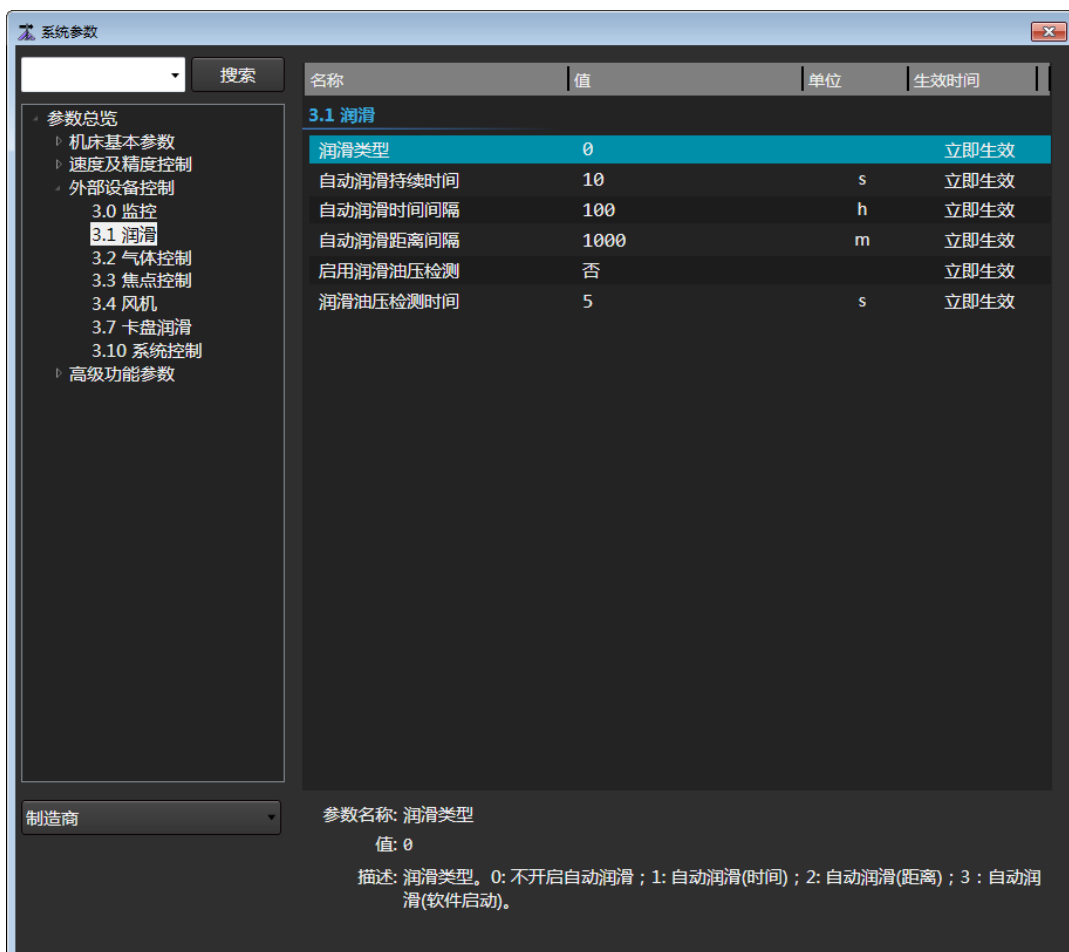 系统参数
搜索
参数总览
机床基本参数
速度及精度控制
外部设备控制
3.0 监控
3.1 润滑
3.2 气体控制
3.3 焦点控制
3.4 风机
3.7 卡盘润滑
3.10 系统控制
高级功能参数
制造商
名称 值 单位 生效时间
3.1 润滑
润滑类型 0 立即生效
自动润滑持续时间 10 s 立即生效
自动润滑时间间隔 100 h 立即生效
自动润滑距离间隔 1000 m 立即生效
启用润滑油压检测 否 立即生效
润滑油压检测时间 5 s 立即生效
参数名称: 润滑类型
值: 0
描述: 润滑类型。0: 不开启自动润滑；1: 自动润滑(时间)；2: 自动润滑(距离)；3：自动润
滑(软件启动)。